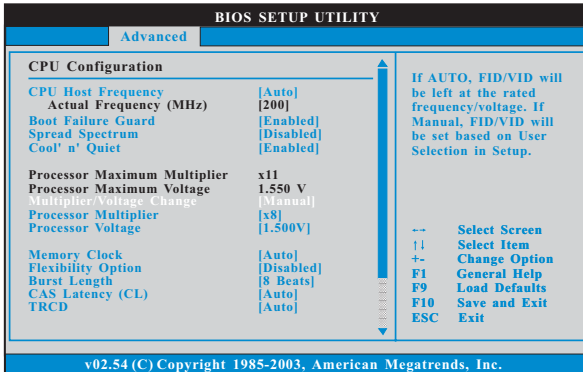 BIOS SETUP UTILITY
Advanced
CPU Configuration
CPU Host Frequency [Auto]
Actual Frequency (MHz) [200]
Boot Failure Guard [Enabled]
Spread Spectrum [Disabled]
Cool' n' Quiet [Enabled]
Processor Maximum Multiplier x11
Processor Maximum Voltage 1.550 V
Multiplier/Voltage Change [Manual]
Processor Multiplier [x8]
Processor Voltage [1.500V]
Memory Clock [Auto]
Flexibility Option [Disabled]
Burst Length [8 Beats]
CAS Latency (CL) [Auto]
TRCD [Auto]
If AUTO, FID/VID will
be left at the rated
frequency/voltage. If
Manual, FID/VID will
be set based on User
Selection in Setup.
↔ Select Screen
↑↓ Select Item
+- Change Option
F1 General Help
F9 Load Defaults
F10 Save and Exit
ESC Exit
v02.54 (C) Copyright 1985-2003, American Megatrends, Inc.